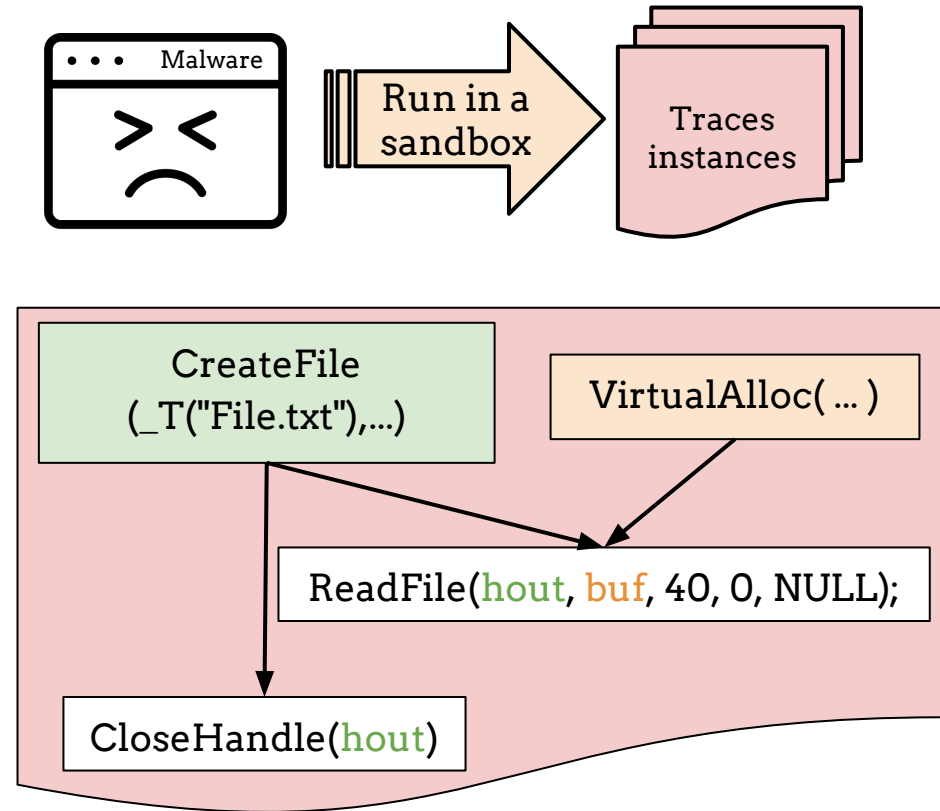 Malware
Run in a
sandbox
Traces
instances
CreateFile
(_T("File.txt"),...)
VirtualAlloc( ... )
ReadFile(hout, buf, 40, 0, NULL);
CloseHandle(hout)